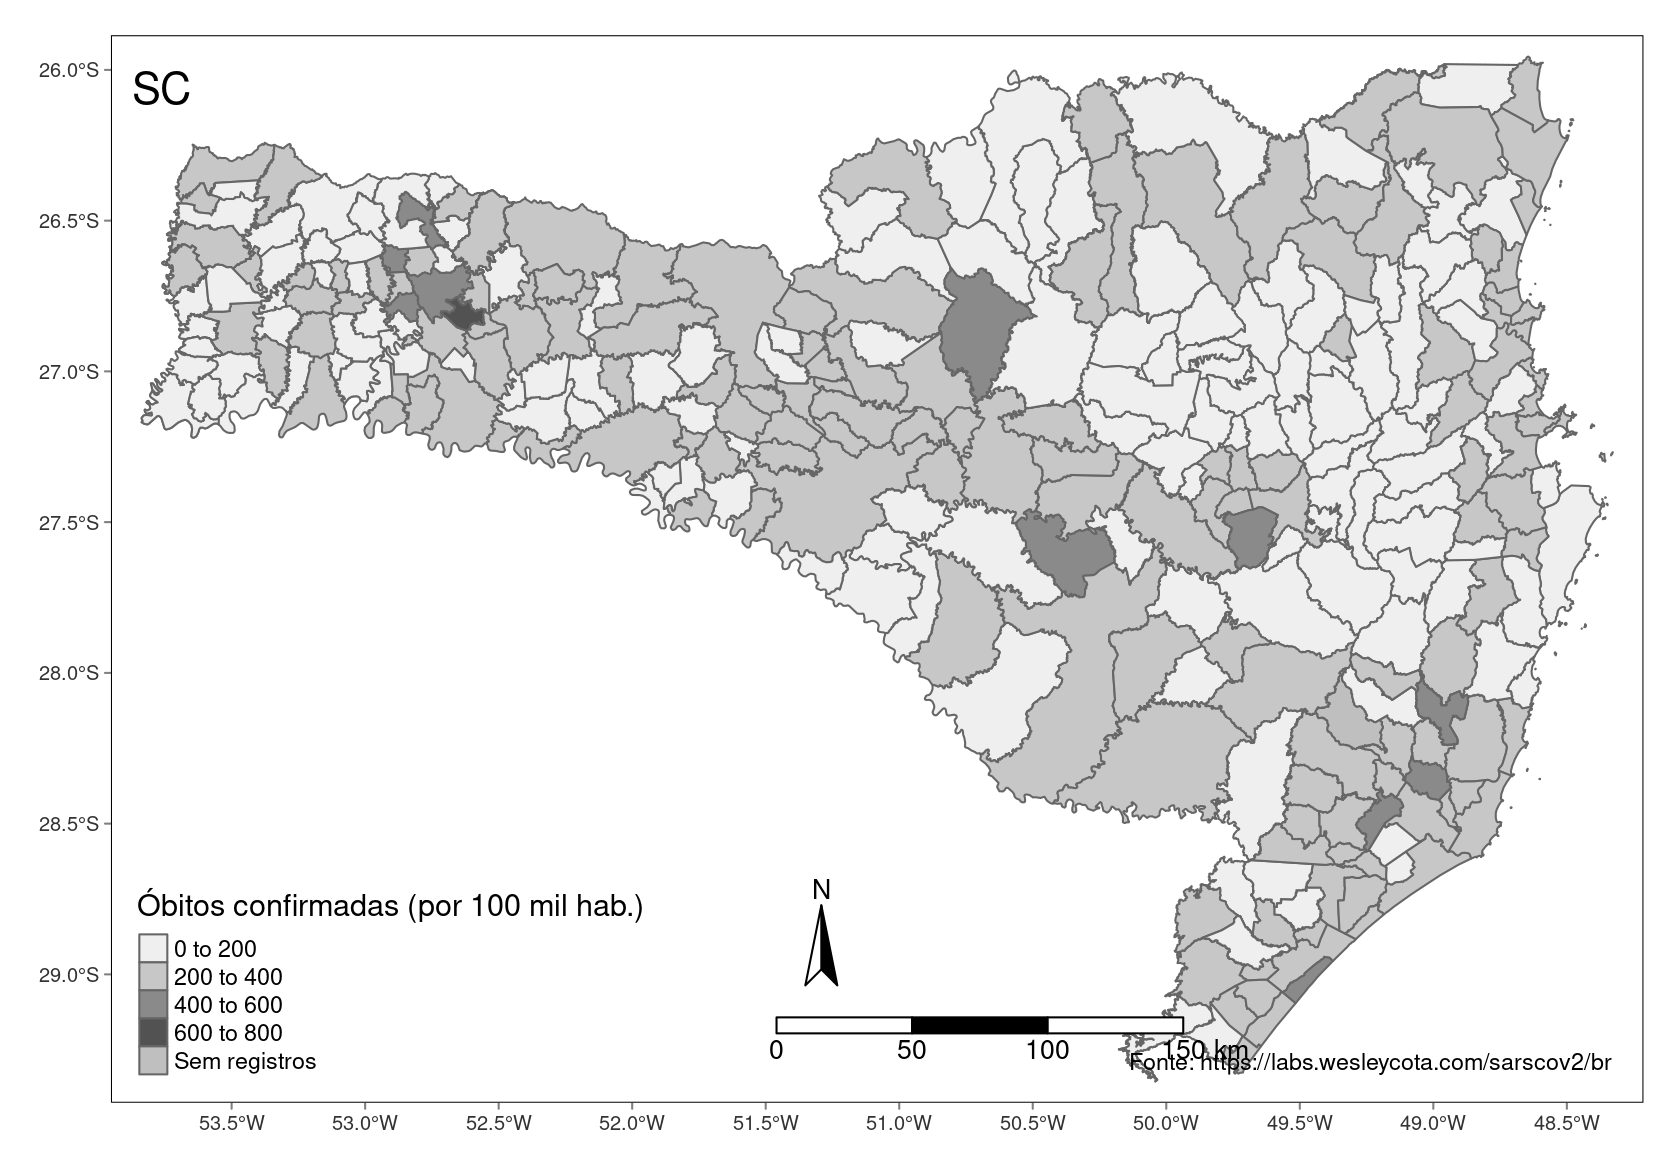 26.0°S
SC
26.5°S
27.0°S
27.5°S
28.0°S
28.5°S
29.0°S
Óbitos confirmadas (por 100 mil hab.)
0 to 200
200 to 400
400 to 600
600 to 800
Sem registros
N
0 50 100 150 km
Fonte: https://labs.wesleycota.com/sarscov2/br
53.5°W 53.0°W 52.5°W 52.0°W 51.5°W 51.0°W 50.5°W 50.0°W 49.5°W 49.0°W 48.5°W